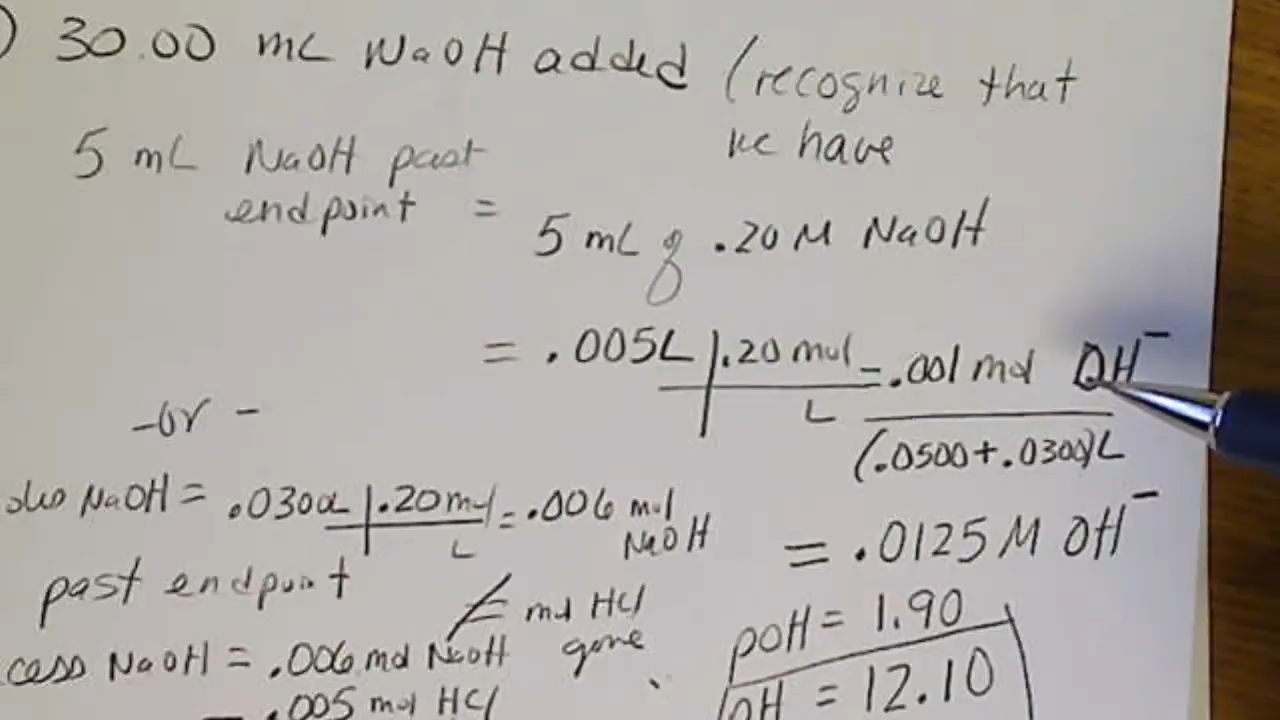 ) 30.00 mL NaOH added (recognize that
we have
5 mL NaOH past
endpoint =
5 mL of .20 M NaOH
= .005L | .20 mol = .001 mol OH⁻
L (.0500+.0300)L
-or-
NaOH = .0300L | .20 mol = .006 mol
L NaOH
= .0125 M OH⁻
past endpoint
mol HCl
gone
pOH = 1.90
cess NaOH = .006 mol NaOH
pH = 12.10
- .005 mol HCl